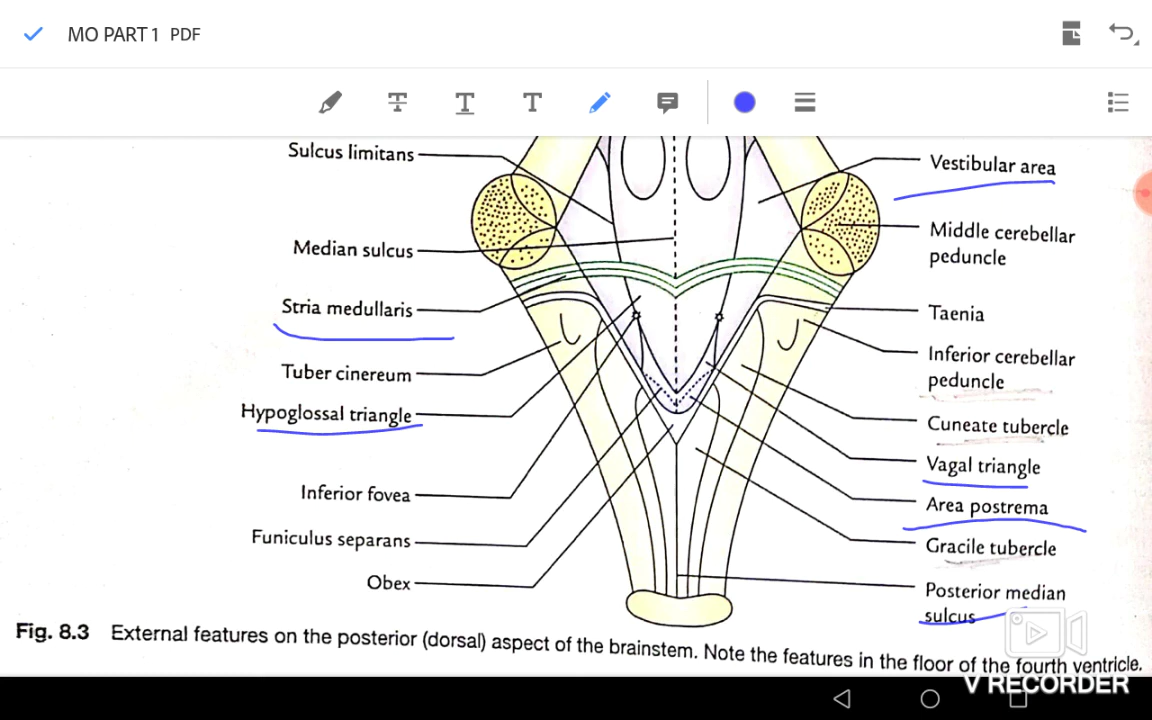 MO PART 1 PDF
Sulcus limitans
Vestibular area
Middle cerebellar
peduncle
Median sulcus
Stria medullaris
Taenia
Inferior cerebellar
peduncle
Tuber cinereum
Hypoglossal triangle
Cuneate tubercle
Vagal triangle
Inferior fovea
Area postrema
Funiculus separans
Gracile tubercle
Obex
Posterior median
sulcus
Fig. 8.3 External features on the posterior (dorsal) aspect of the brainstem. Note the features in the floor of the fourth ventricle.
V RECORDER